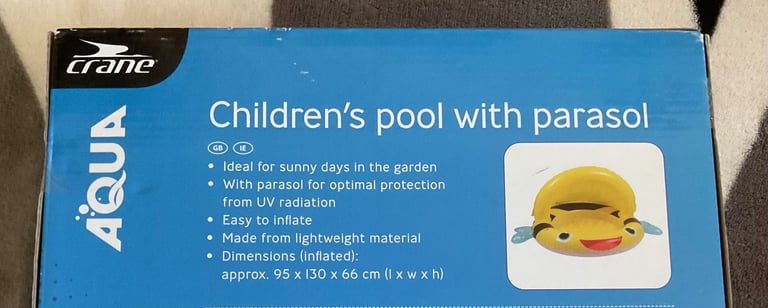 crane
AQUA
Children's pool with parasol
GB IE
• Ideal for sunny days in the garden
• With parasol for optimal protection
from UV radiation
• Easy to inflate
• Made from lightweight material
• Dimensions (inflated):
approx. 95 x 130 x 66 cm (l x w x h)